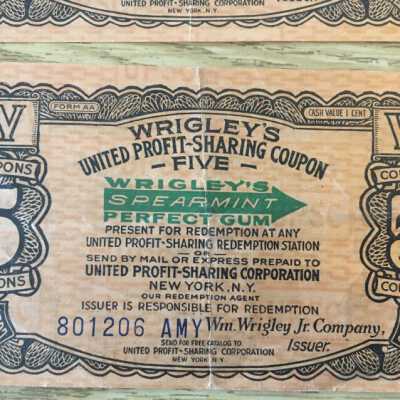 UNITED PROFIT-SHARING CORPORATION
NEW YORK, N.Y.
FORM AA
CASH VALUE 1 CENT
WRIGLEY'S
UNITED PROFIT-SHARING COUPON
— FIVE —
WRIGLEY'S
SPEARMINT
PERFECT GUM
PRESENT FOR REDEMPTION AT ANY
UNITED PROFIT-SHARING REDEMPTION STATION
— OR —
SEND BY MAIL OR EXPRESS PREPAID TO
UNITED PROFIT-SHARING CORPORATION
NEW YORK, N.Y.
OUR REDEMPTION AGENT
ISSUER IS RESPONSIBLE FOR REDEMPTION
801206 AMY Wm. Wrigley Jr. Company,
Issuer.
SEND FOR FREE CATALOG TO
UNITED PROFIT-SHARING CORPORATION
NEW YORK N.Y.